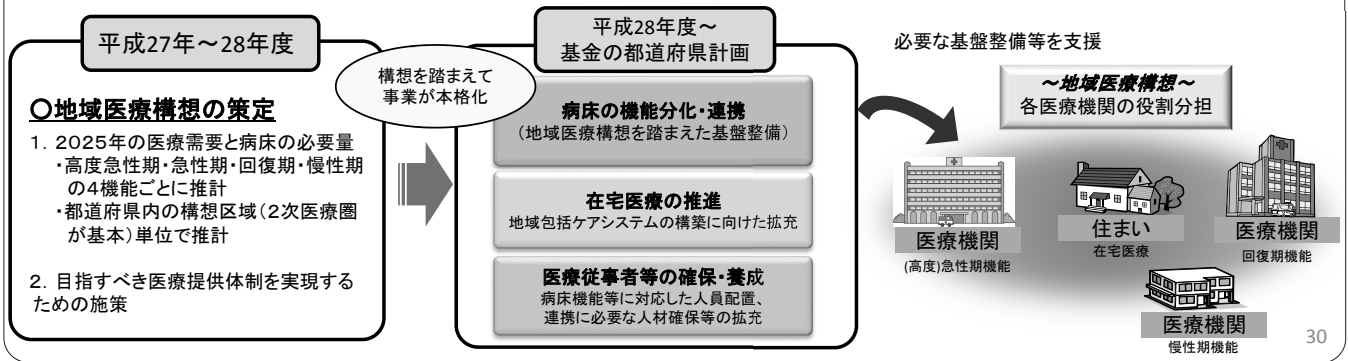 平成27年～28年度
○地域医療構想の策定
1. 2025年の医療需要と病床の必要量
・高度急性期・急性期・回復期・慢性期
の4機能ごとに推計
・都道府県内の構想区域(2次医療圏
が基本)単位で推計
2. 目指すべき医療提供体制を実現する
ための施策
構想を踏まえて
事業が本格化
平成28年度～
基金の都道府県計画
病床の機能分化・連携
(地域医療構想を踏まえた基盤整備)
在宅医療の推進
地域包括ケアシステムの構築に向けた拡充
医療従事者等の確保・養成
病床機能等に対応した人員配置、
連携に必要な人材確保等の拡充
必要な基盤整備等を支援
～地域医療構想～
各医療機関の役割分担
医療機関
(高度)急性期機能
住まい
在宅医療
医療機関
回復期機能
医療機関
慢性期機能
30